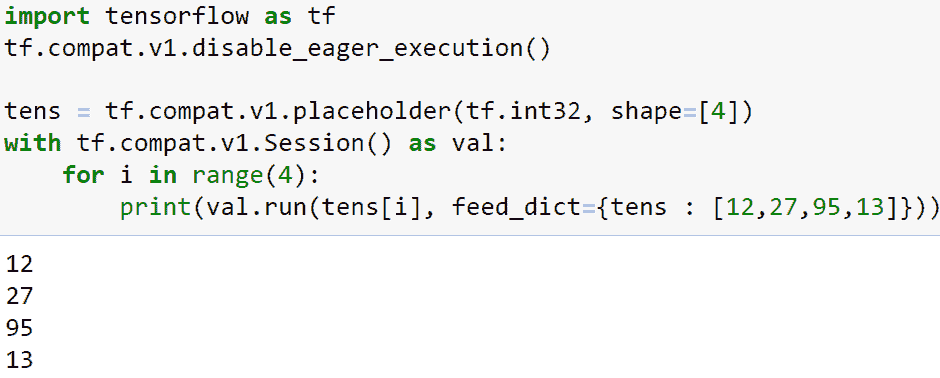 import tensorflow as tf
tf.compat.v1.disable_eager_execution()
tens = tf.compat.v1.placeholder(tf.int32, shape=[4])
with tf.compat.v1.Session() as val:
    for i in range(4):
        print(val.run(tens[i], feed_dict={tens : [12,27,95,13]}))
12
27
95
13